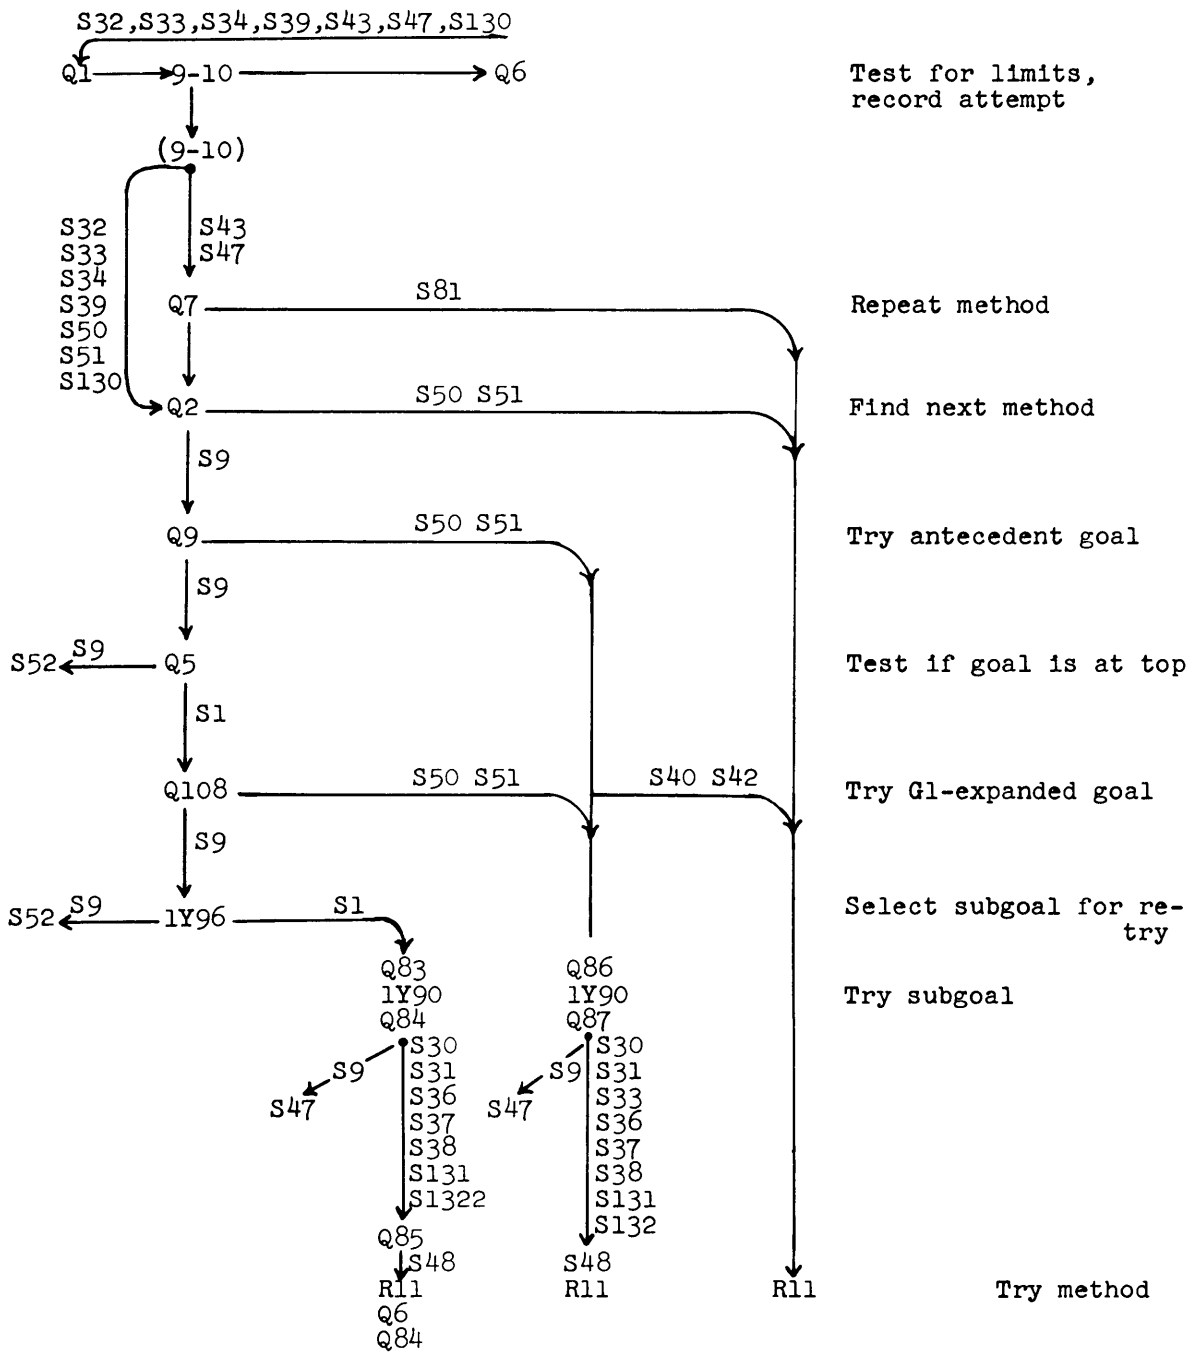 S32,S33,S34,S39,S43,S47,S130
Q1 9-10 Q6 Test for limits,
record attempt
(9-10)
S32 S43
S33 S47
S34
S39 Q7 S81 Repeat method
S50
S51
S130
Q2 S50 S51 Find next method
S9
Q9 S50 S51 Try antecedent goal
S9
S52 S9 Q5 Test if goal is at top
S1
Q108 S50 S51 S40 S42 Try G1-expanded goal
S9
S52 S9 1Y96 S1 Select subgoal for re-
try
Q83 Q86
1Y90 1Y90 Try subgoal
Q84 Q87
S30 S30
S9 S31 S9 S31
S47 S36 S47 S33
S37 S36
S38 S37
S131 S38
S1322 S131
S132
Q85
S48 S48
R11 R11 R11 Try method
Q6
Q84